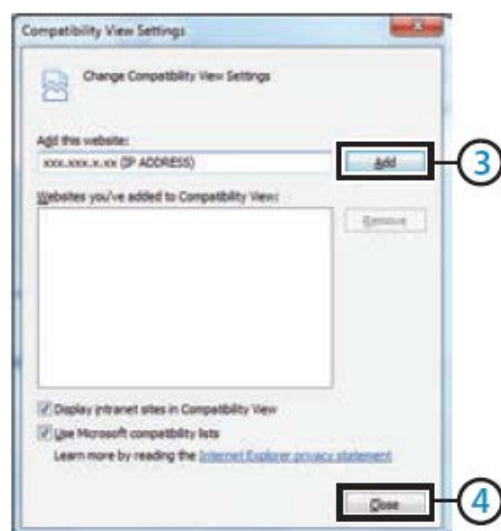 Compatibility View Settings
Change Compatibility View Settings
Add this website:
xxx.xxx.x.xx (IP ADDRESS)
Add
3
Websites you've added to Compatibility View:
Remove
Display intranet sites in Compatibility View
Use Microsoft compatibility lists
Learn more by reading the Internet Explorer privacy statement
Close
4